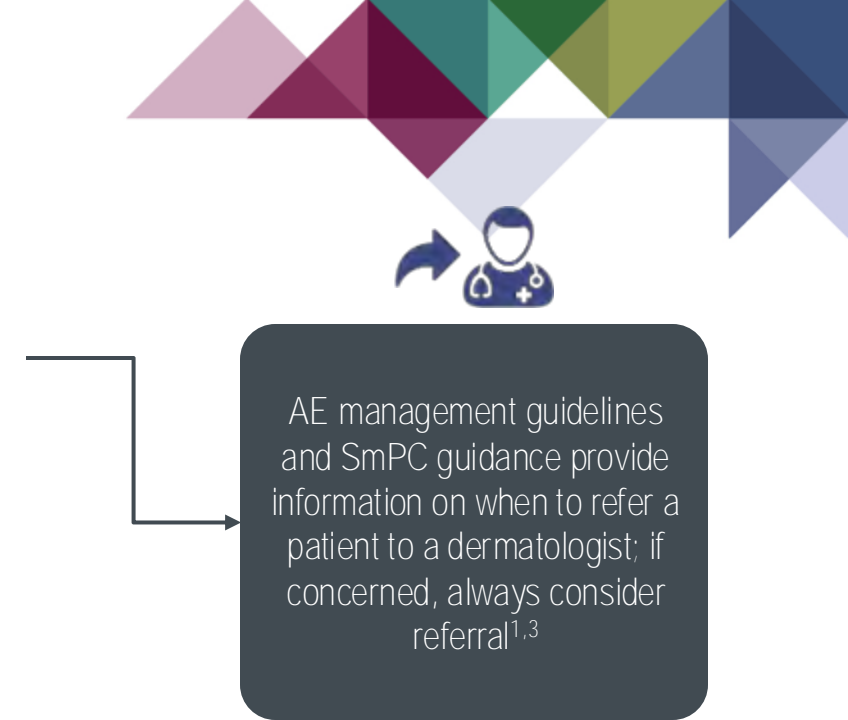 AE management guidelines
and SmPC guidance provide
information on when to refer a
patient to a dermatologist; if
concerned, always consider
referral1,3